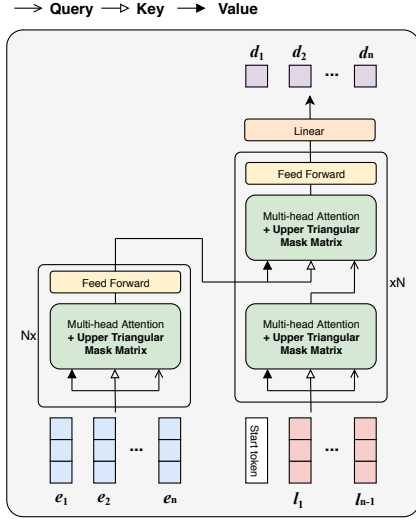 Query Key Value
d1 d2 ... dn
Linear
Feed Forward
Multi-head Attention
+ Upper Triangular
Mask Matrix
xN
Feed Forward
Multi-head Attention
+ Upper Triangular
Mask Matrix
Nx
Multi-head Attention
+ Upper Triangular
Mask Matrix
Start token
... ...
e1 e2 en l1 ln-1